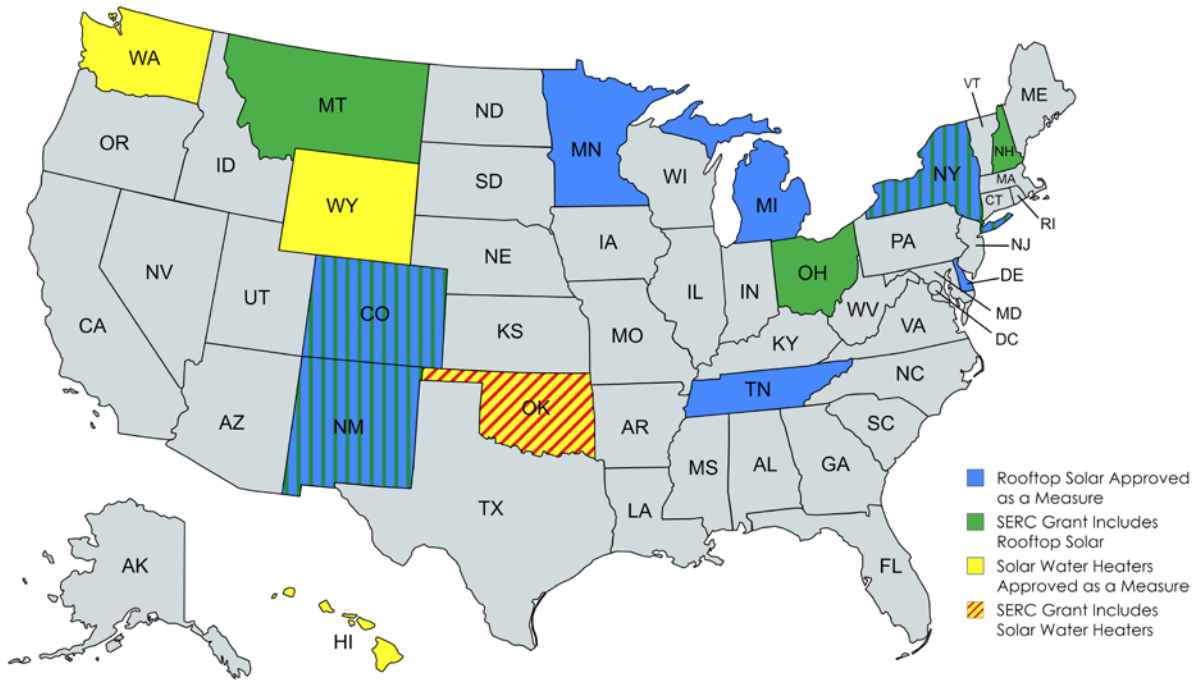 WA
MT
ND
MN
VT
ME
OR
ID
SD
WI
NH
NY
MA
WY
MI
CT
RI
IA
NE
PA
NJ
NV
UT
OH
DE
IL
IN
CO
WV
MD
CA
KS
MO
VA
DC
KY
NC
TN
AZ
NM
OK
AR
SC
MS
AL
GA
TX
LA
FL
AK
HI
Rooftop Solar Approved
as a Measure
SERC Grant Includes
Rooftop Solar
Solar Water Heaters
Approved as a Measure
SERC Grant Includes
Solar Water Heaters